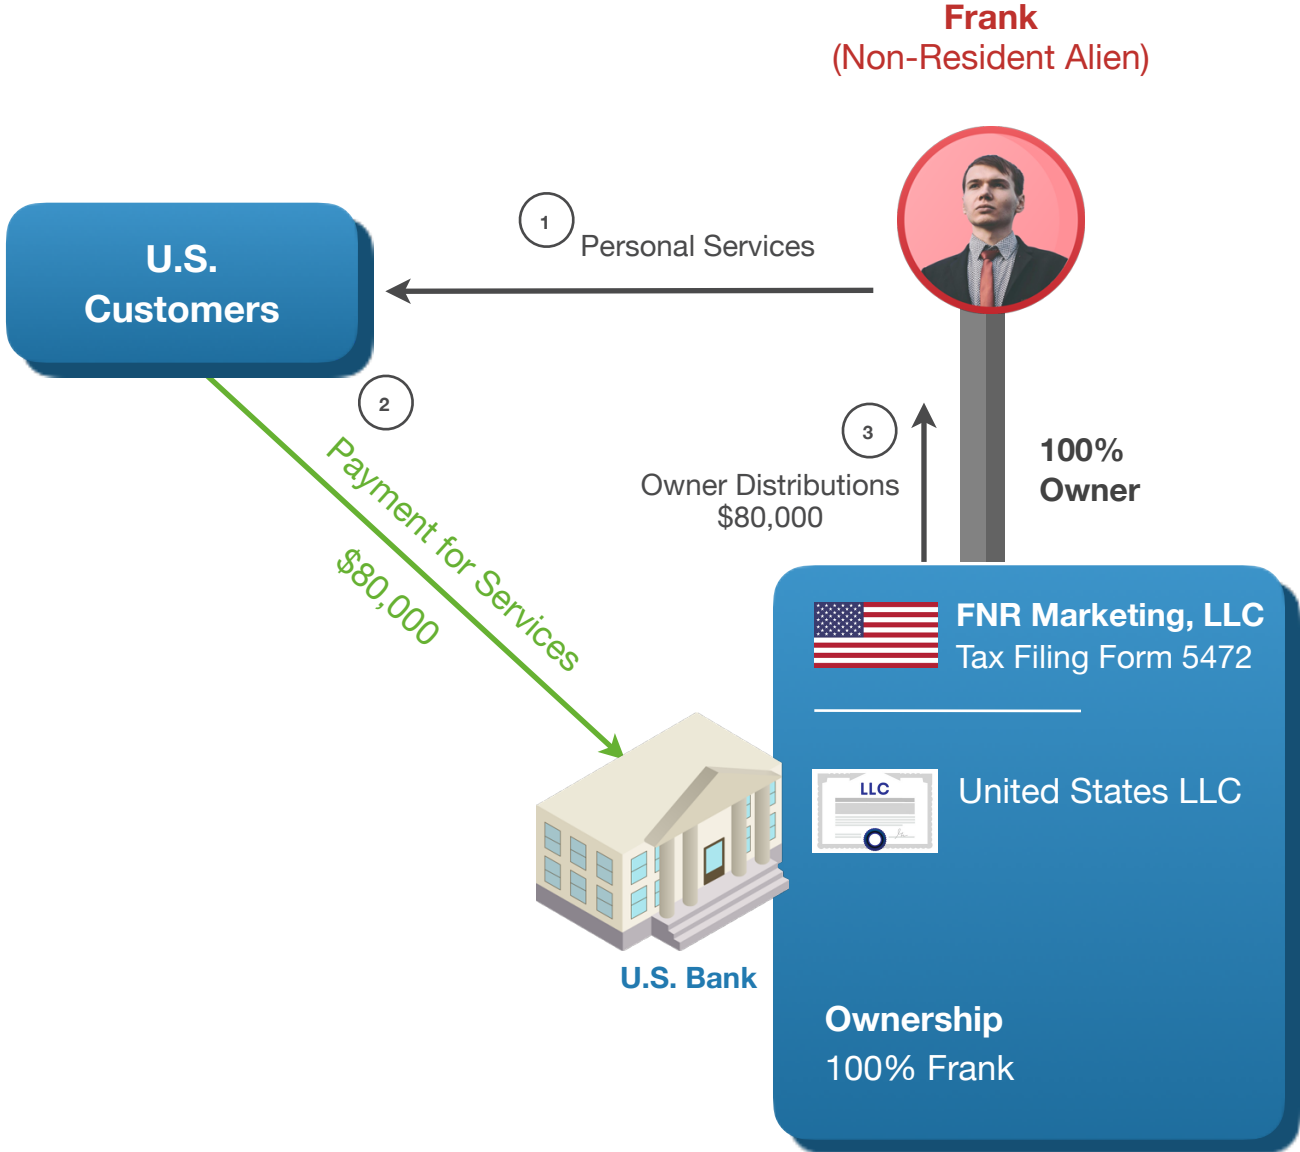 Frank
(Non-Resident Alien)
U.S.
Customers
1
Personal Services
2
Payment for Services
$80,000
3
Owner Distributions
$80,000
100%
Owner
FNR Marketing, LLC
Tax Filing Form 5472
LLC
United States LLC
U.S. Bank
Ownership
100% Frank